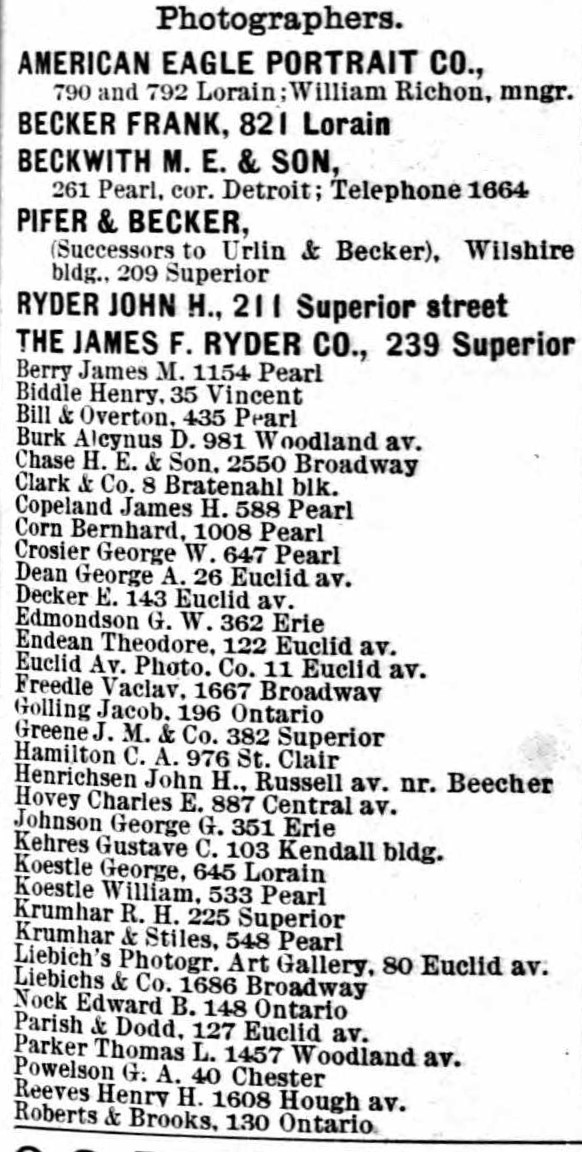 Photographers.
AMERICAN EAGLE PORTRAIT CO.,
790 and 792 Lorain; William Richon, mngr.
BECKER FRANK, 821 Lorain
BECKWITH M. E. & SON,
261 Pearl, cor. Detroit; Telephone 1664
PIFER & BECKER,
(Successors to Urlin & Becker), Wilshire
bldg., 209 Superior
RYDER JOHN H., 211 Superior street
THE JAMES F. RYDER CO., 239 Superior
Berry James M. 1154 Pearl
Biddle Henry, 35 Vincent
Bill & Overton, 435 Pearl
Burk Alcynus D. 981 Woodland av.
Chase H. E. & Son, 2550 Broadway
Clark & Co. 8 Bratenahl blk.
Copeland James H. 588 Pearl
Corn Bernhard, 1008 Pearl
Crosier George W. 647 Pearl
Dean George A. 26 Euclid av.
Decker E. 143 Euclid av.
Edmondson G. W. 362 Erie
Endean Theodore, 122 Euclid av.
Euclid Av. Photo. Co. 11 Euclid av.
Freedle Vaclav, 1667 Broadway
Golling Jacob, 196 Ontario
Greene J. M. & Co. 382 Superior
Hamilton C. A. 976 St. Clair
Henrichsen John H., Russell av. nr. Beecher
Hovey Charles E. 887 Central av.
Johnson George G. 351 Erie
Kehres Gustave C. 103 Kendall bldg.
Koestle George, 645 Lorain
Koestle William, 533 Pearl
Krumhar R. H. 225 Superior
Krumhar & Stiles, 548 Pearl
Liebich's Photogr. Art Gallery, 80 Euclid av.
Liebichs & Co. 1686 Broadway
Nock Edward B. 148 Ontario
Parish & Dodd, 127 Euclid av.
Parker Thomas L. 1457 Woodland av.
Powelson G. A. 40 Chester
Reeves Henry H. 1608 Hough av.
Roberts & Brooks, 130 Ontario